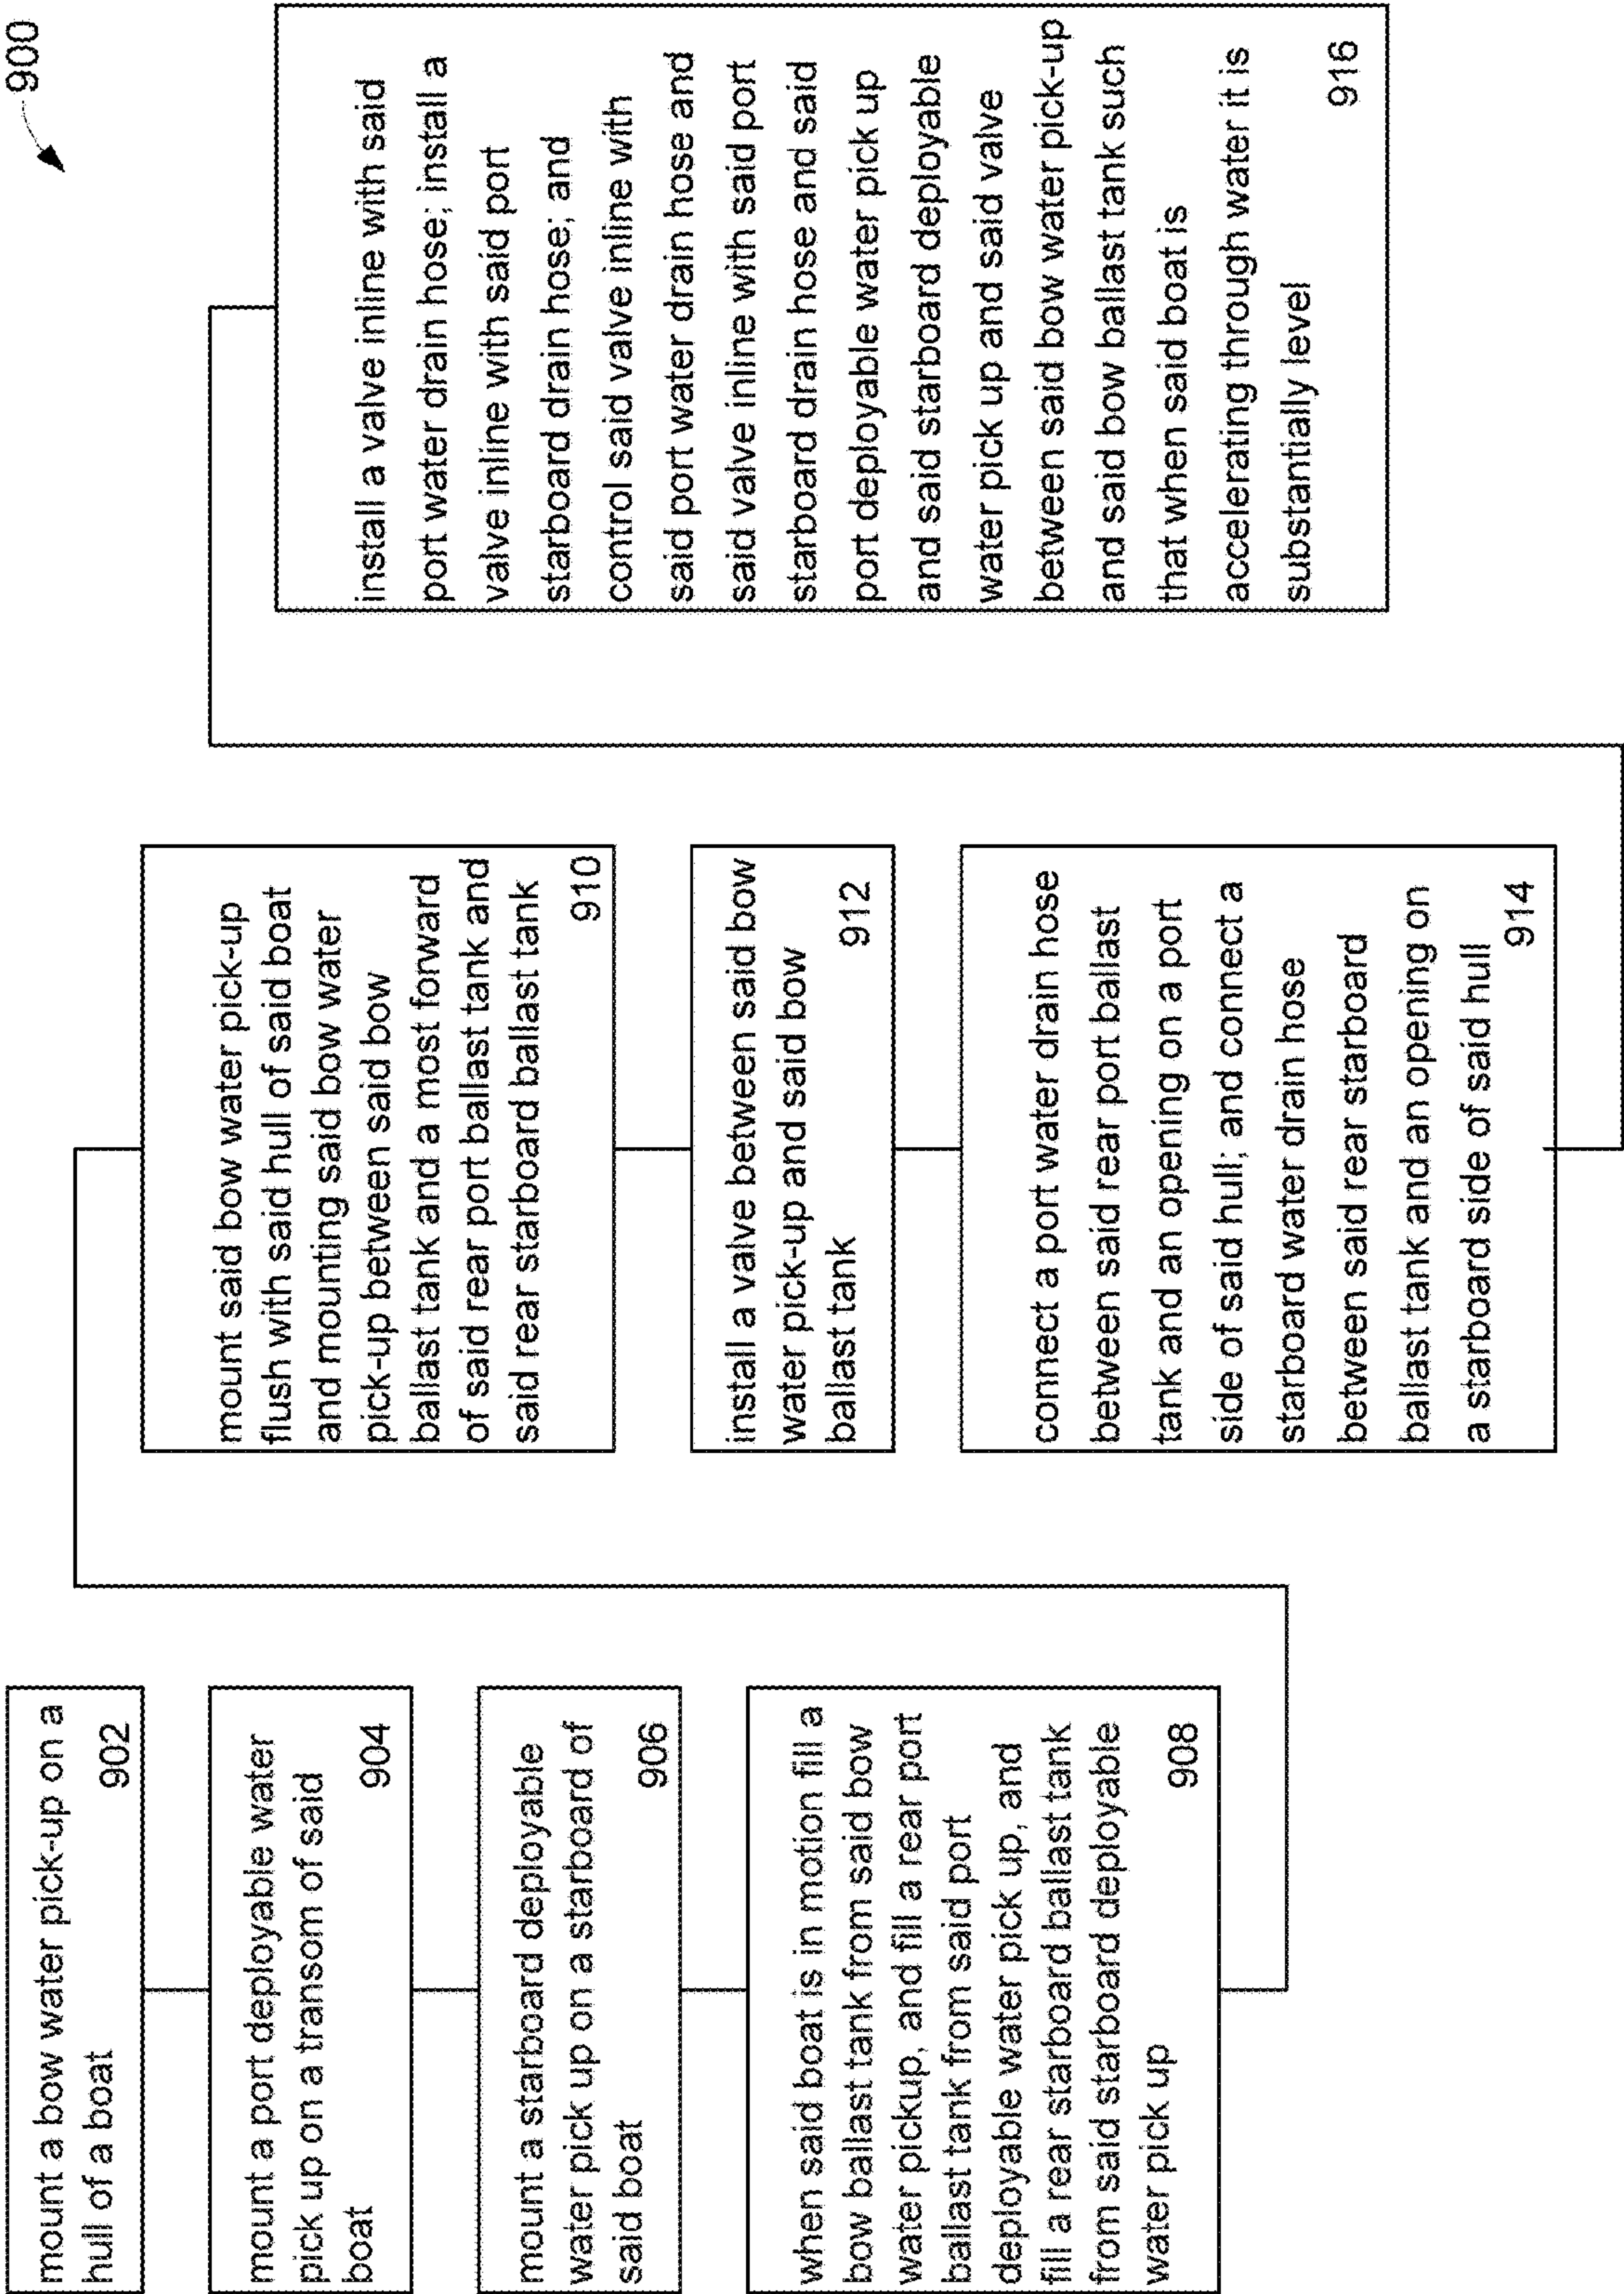 900
mount a bow water pick-up on a
hull of a boat
902
mount a port deployable water
pick up on a transom of said
boat
904
mount a starboard deployable
water pick up on a starboard of
said boat
906
when said boat is in motion fill a
bow ballast tank from said bow
water pickup, and fill a rear port
ballast tank from said port
deployable water pick up, and
fill a rear starboard ballast tank
from said starboard deployable
water pick up
908
mount said bow water pick-up
flush with said hull of said boat
and mounting said bow water
pick-up between said bow
ballast tank and a most forward
of said rear port ballast tank and
said rear starboard ballast tank
910
install a valve between said bow
water pick-up and said bow
ballast tank
912
connect a port water drain hose
between said rear port ballast
tank and an opening on a port
side of said hull; and connect a
starboard water drain hose
between said rear starboard
ballast tank and an opening on
a starboard side of said hull
914
install a valve inline with said
port water drain hose; install a
valve inline with said port
starboard drain hose; and
control said valve inline with
said port water drain hose and
said valve inline with said port
starboard drain hose and said
port deployable water pick up
and said starboard deployable
water pick up and said valve
between said bow water pick-up
and said bow ballast tank such
that when said boat is
accelerating through water it is
substantially level
916